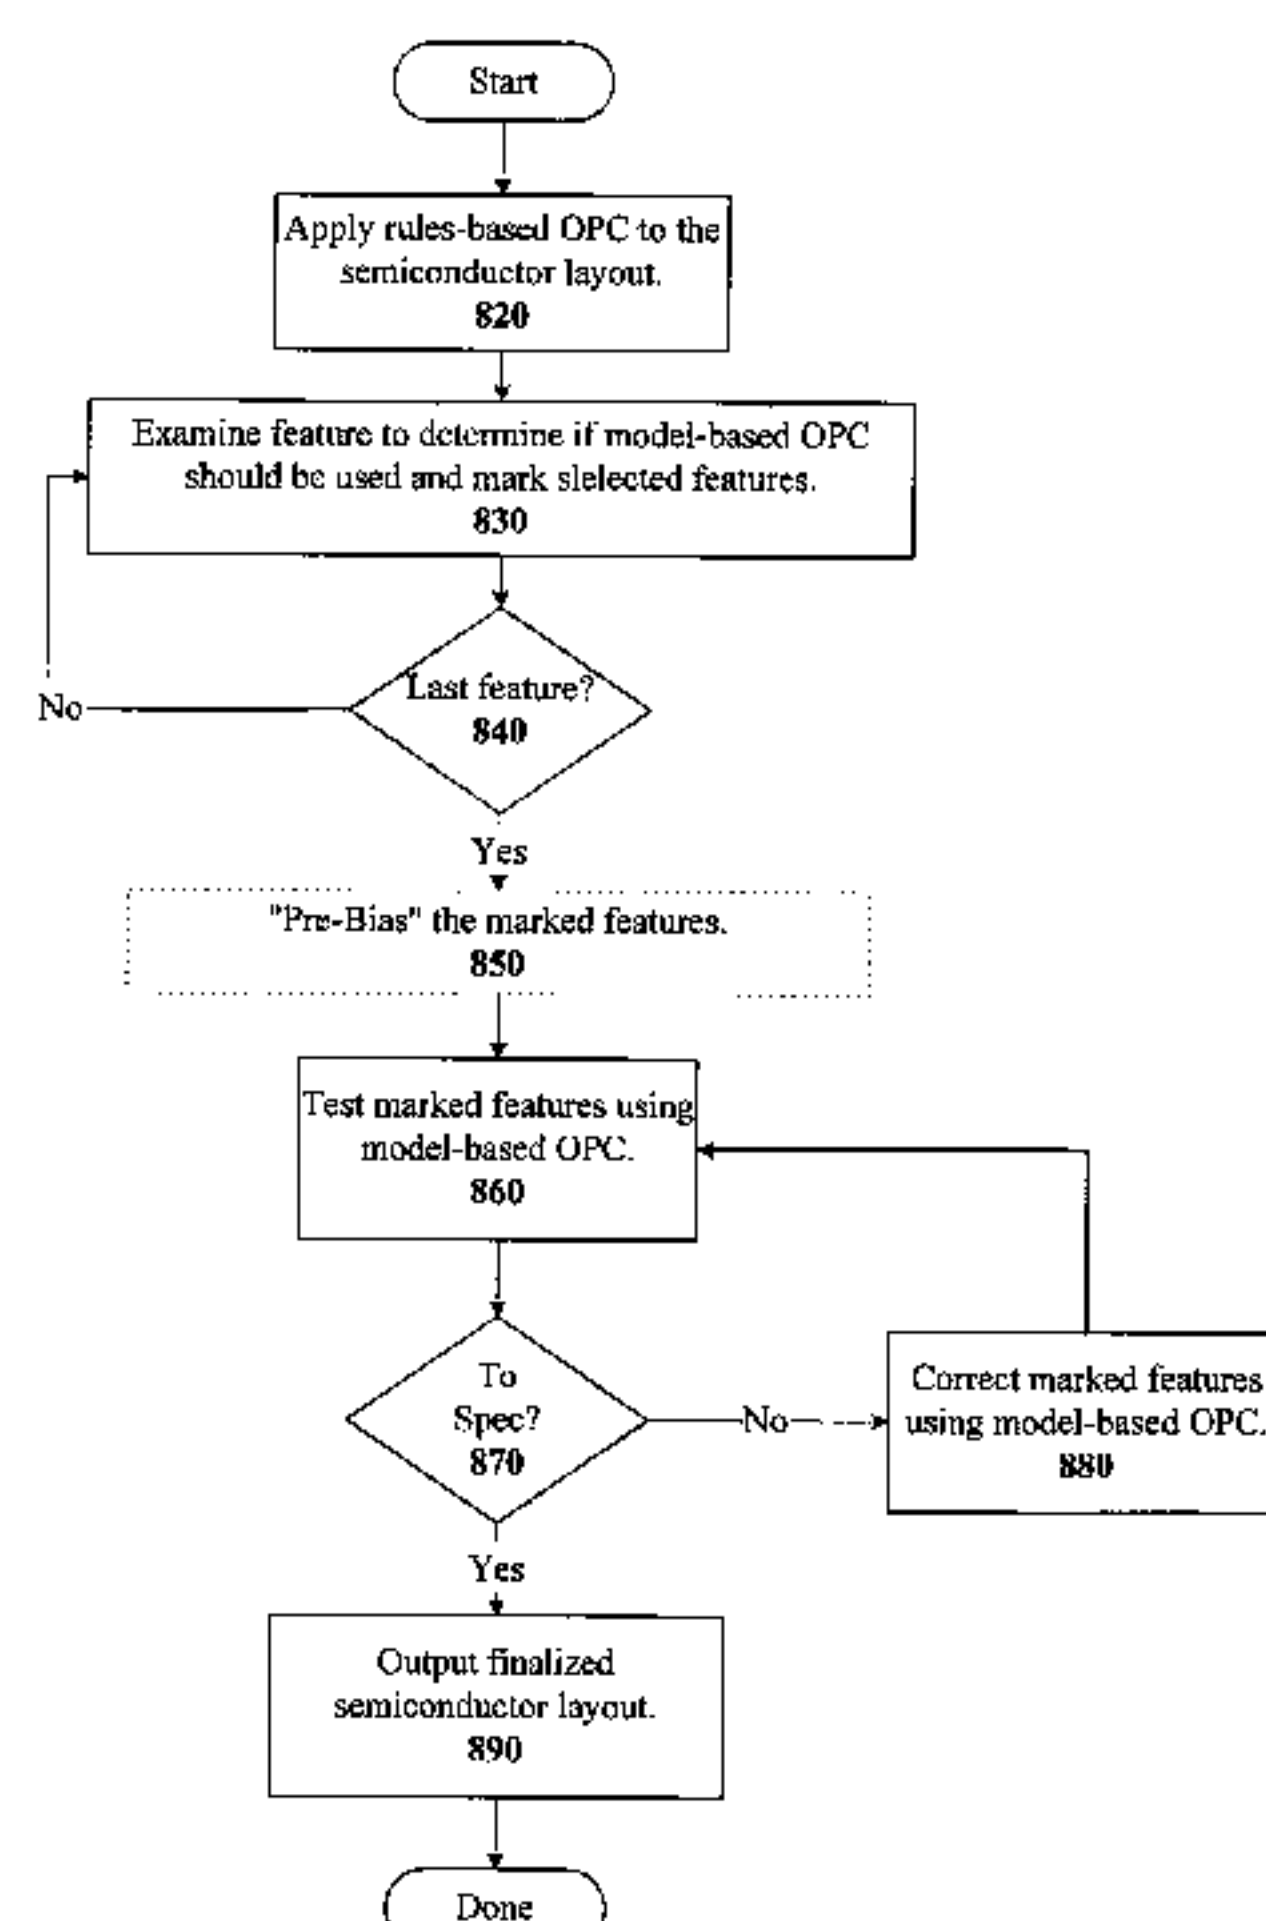 Start
Apply rules-based OPC to the
semiconductor layout.
820
Examine feature to determine if model-based OPC
should be used and mark slelected features.
830
Last feature?
840
No
Yes
"Pre-Bias" the marked features.
850
Test marked features using
model-based OPC.
860
To
Spec?
870
No
Correct marked features
using model-based OPC.
880
Yes
Output finalized
semiconductor layout.
890
Done